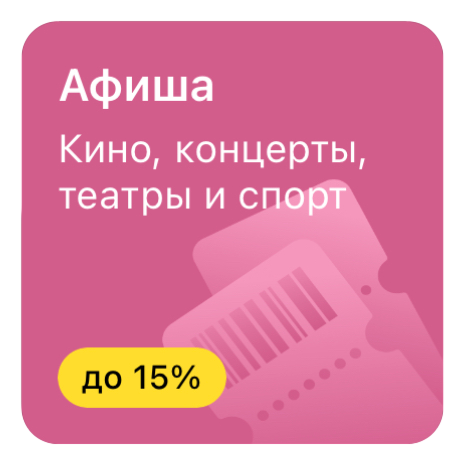 Афиша
Кино, концерты,
театры и спорт
до 15%